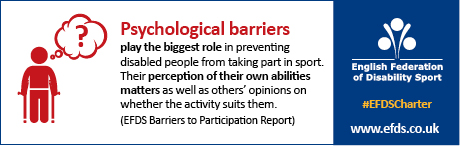 ?
Psychological barriers
play the biggest role in preventing
disabled people from taking part in sport.
Their perception of their own abilities
matters as well as others' opinions on
whether the activity suits them.
(EFDS Barriers to Participation Report)
English Federation
of Disability Sport
#EFDSCharter
www.efds.co.uk